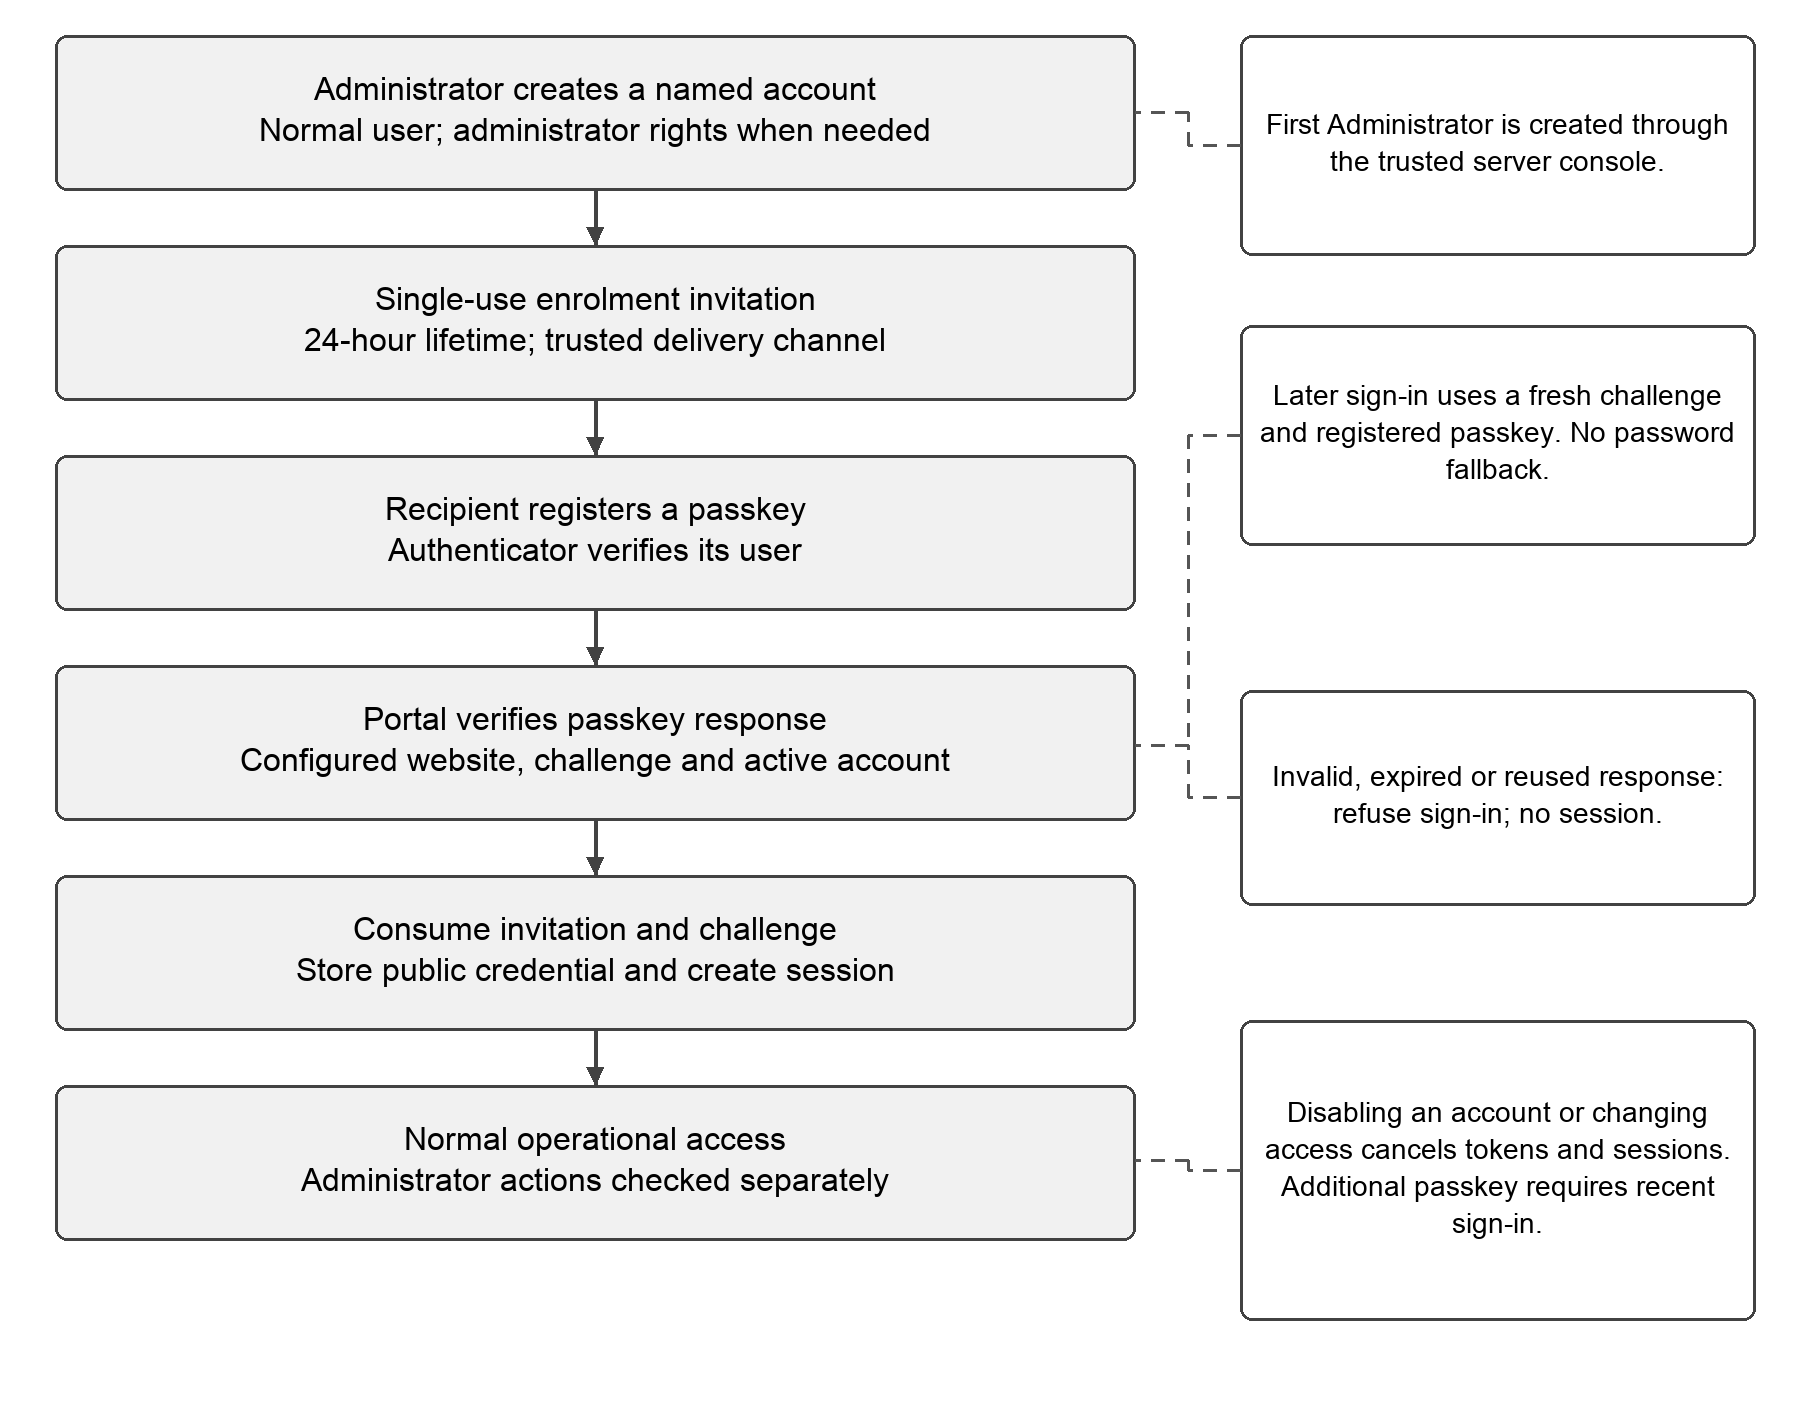 Administrator creates a named account
Normal user; administrator rights when needed
First Administrator is created through
the trusted server console.
Single-use enrolment invitation
24-hour lifetime; trusted delivery channel
Later sign-in uses a fresh challenge
and registered passkey. No password
fallback.
Recipient registers a passkey
Authenticator verifies its user
Portal verifies passkey response
Configured website, challenge and active account
Invalid, expired or reused response:
refuse sign-in; no session.
Consume invitation and challenge
Store public credential and create session
Normal operational access
Administrator actions checked separately
Disabling an account or changing
access cancels tokens and sessions.
Additional passkey requires recent
sign-in.